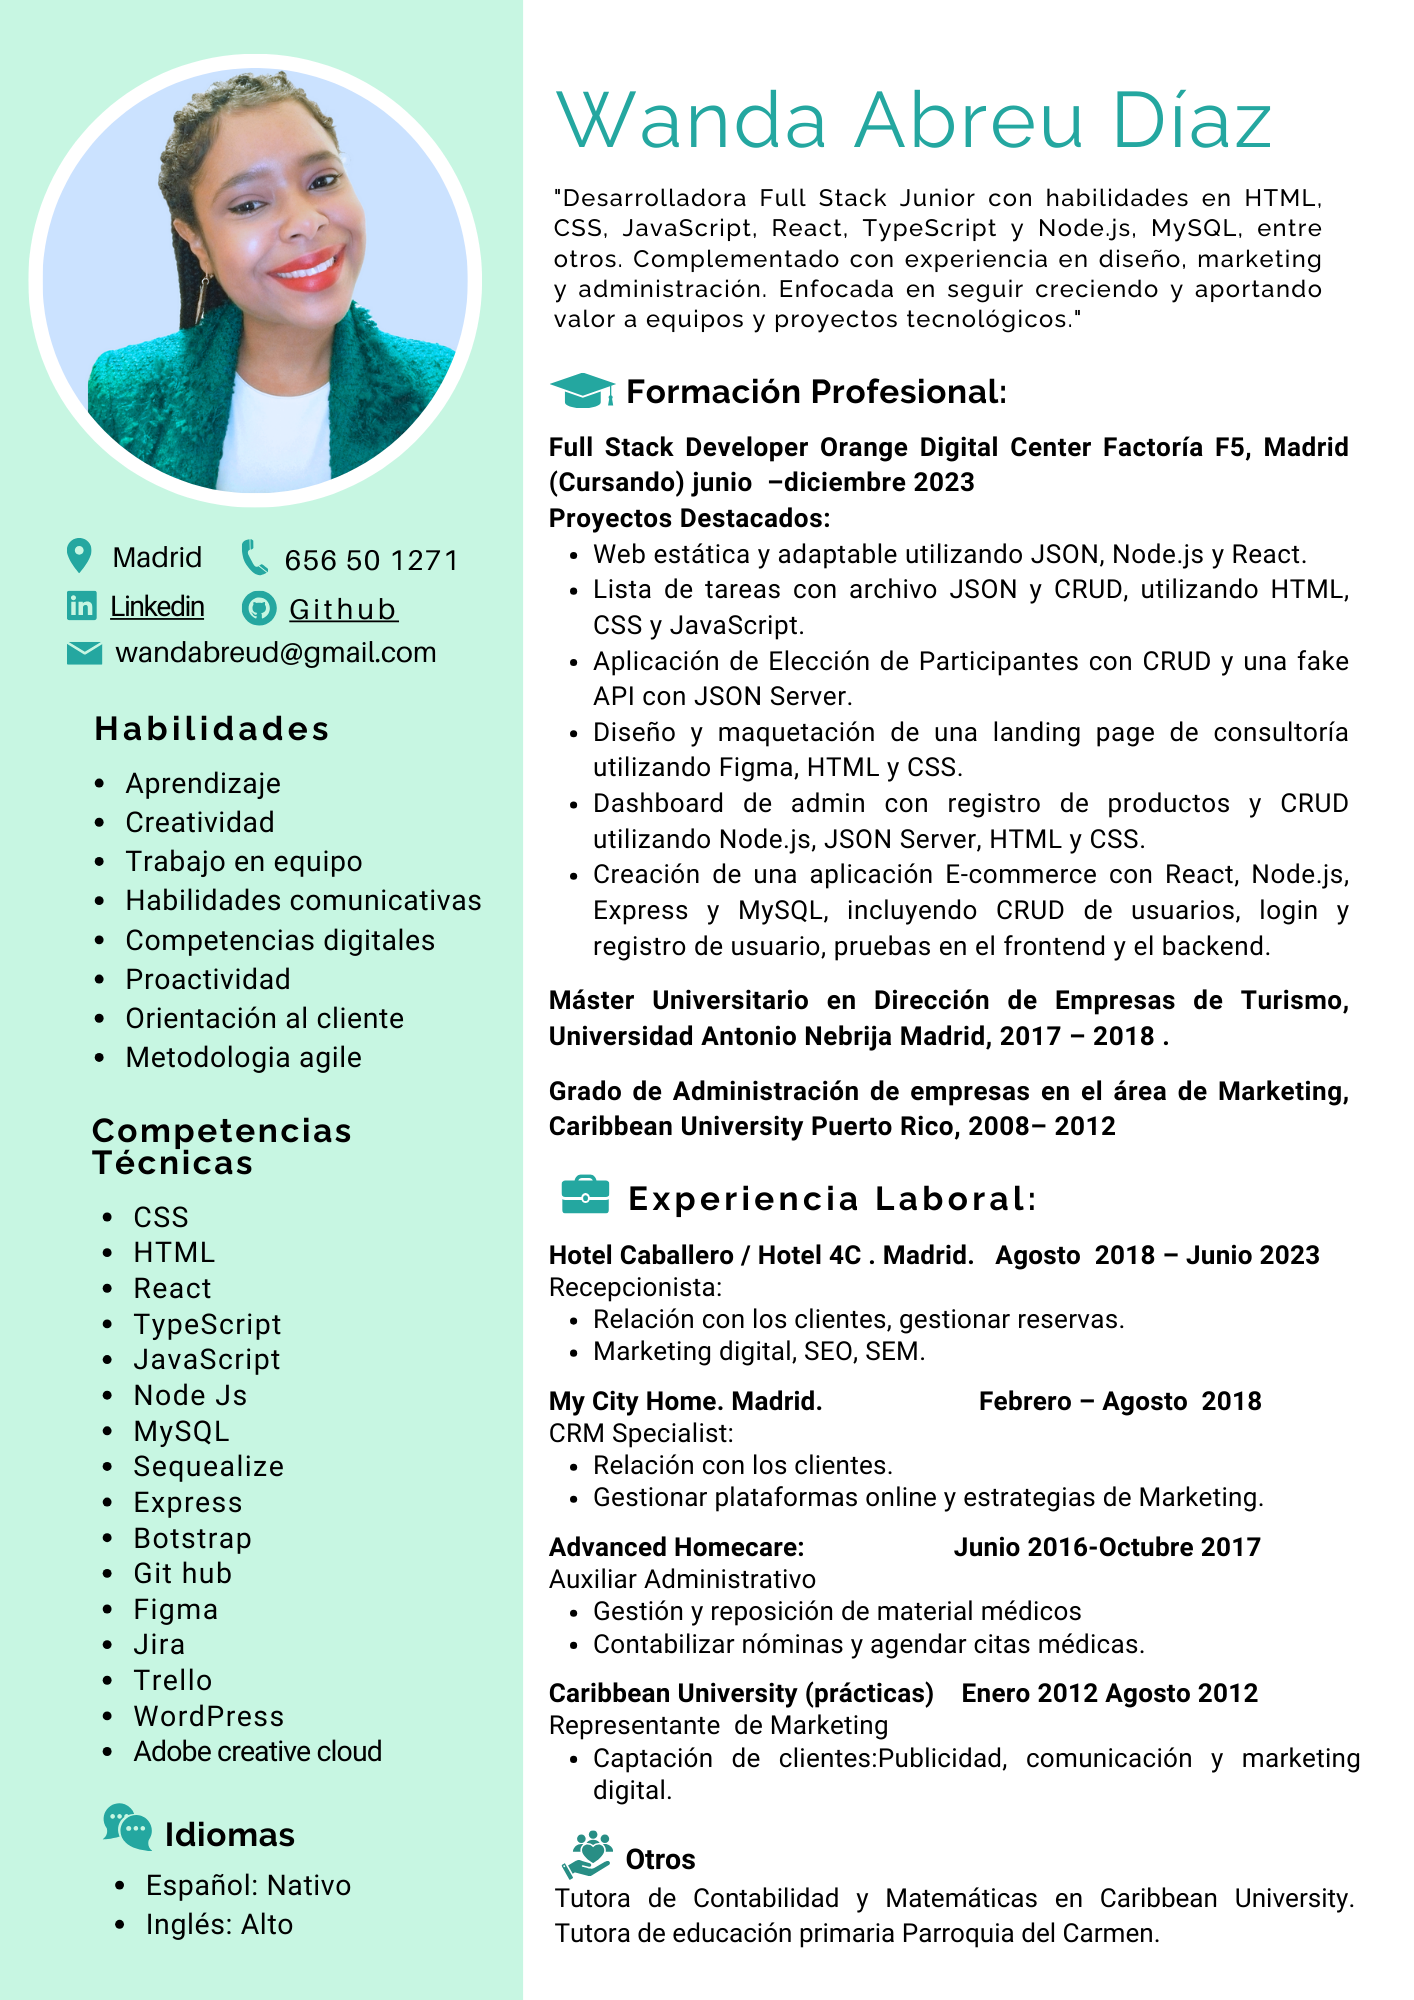 Madrid
656 50 1271
Linkedin
Github
wandabreud@gmail.com
Habilidades
• Aprendizaje
• Creatividad
• Trabajo en equipo
• Habilidades comunicativas
• Competencias digitales
• Proactividad
• Orientación al cliente
• Metodologia agile
Competencias
Técnicas
• CSS
• HTML
• React
• TypeScript
• JavaScript
• Node Js
• MySQL
• Sequealize
• Express
• Botstrap
• Git hub
• Figma
• Jira
• Trello
• WordPress
• Adobe creative cloud
Idiomas
• Español: Nativo
• Inglés: Alto
Wanda Abreu Díaz
"Desarrolladora Full Stack Junior con habilidades en HTML,
CSS, JavaScript, React, TypeScript y Node.js, MySQL, entre
otros. Complementado con experiencia en diseño, marketing
y administración. Enfocada en seguir creciendo y aportando
valor a equipos y proyectos tecnológicos."
Formación Profesional:
Full Stack Developer Orange Digital Center Factoría F5, Madrid
(Cursando) junio –diciembre 2023
Proyectos Destacados:
• Web estática y adaptable utilizando JSON, Node.js y React.
• Lista de tareas con archivo JSON y CRUD, utilizando HTML,
CSS y JavaScript.
• Aplicación de Elección de Participantes con CRUD y una fake
API con JSON Server.
• Diseño y maquetación de una landing page de consultoría
utilizando Figma, HTML y CSS.
• Dashboard de admin con registro de productos y CRUD
utilizando Node.js, JSON Server, HTML y CSS.
• Creación de una aplicación E-commerce con React, Node.js,
Express y MySQL, incluyendo CRUD de usuarios, login y
registro de usuario, pruebas en el frontend y el backend.
Máster Universitario en Dirección de Empresas de Turismo,
Universidad Antonio Nebrija Madrid, 2017 – 2018 .
Grado de Administración de empresas en el área de Marketing,
Caribbean University Puerto Rico, 2008– 2012
Experiencia Laboral:
Hotel Caballero / Hotel 4C . Madrid. Agosto 2018 – Junio 2023
Recepcionista:
• Relación con los clientes, gestionar reservas.
• Marketing digital, SEO, SEM.
My City Home. Madrid. Febrero – Agosto 2018
CRM Specialist:
• Relación con los clientes.
• Gestionar plataformas online y estrategias de Marketing.
Advanced Homecare: Junio 2016-Octubre 2017
Auxiliar Administrativo
• Gestión y reposición de material médicos
• Contabilizar nóminas y agendar citas médicas.
Caribbean University (prácticas) Enero 2012 Agosto 2012
Representante de Marketing
• Captación de clientes:Publicidad, comunicación y marketing
digital.
Otros
Tutora de Contabilidad y Matemáticas en Caribbean University.
Tutora de educación primaria Parroquia del Carmen.